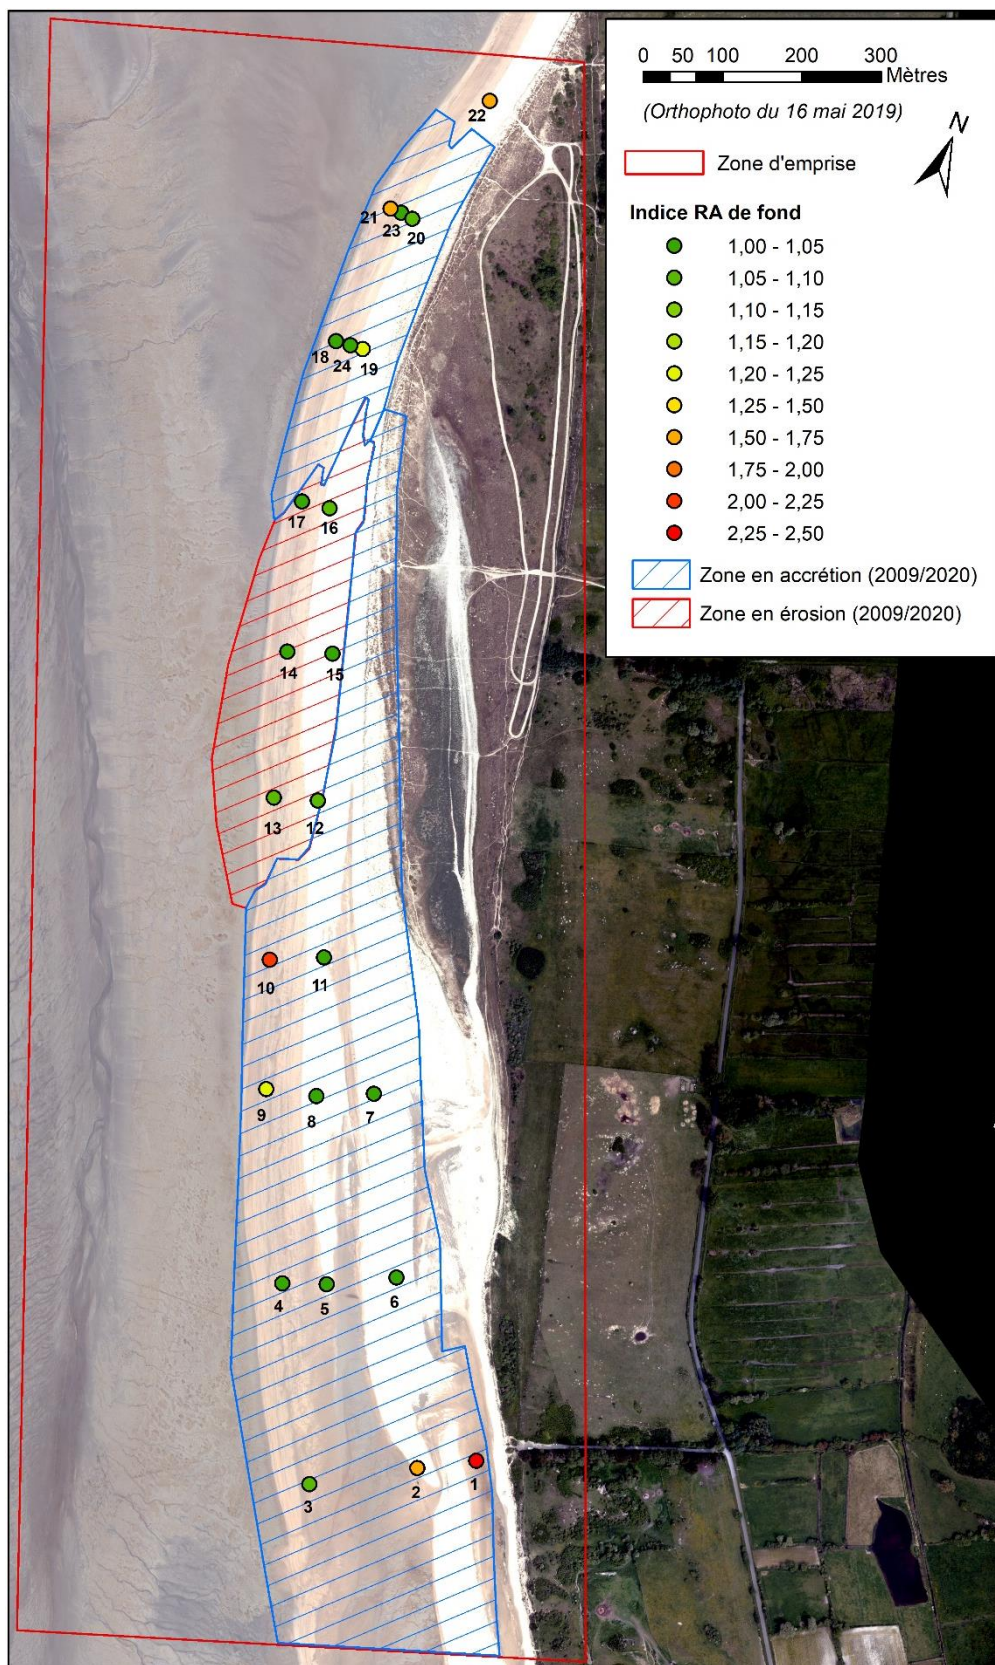 0 50 100 200 300
Mètres
(Orthophoto du 16 mai 2019)
N
Zone d'emprise
Indice RA de fond
1,00 - 1,05
1,05 - 1,10
1,10 - 1,15
1,15 - 1,20
1,20 - 1,25
1,25 - 1,50
1,50 - 1,75
1,75 - 2,00
2,00 - 2,25
2,25 - 2,50
Zone en accrétion (2009/2020)
Zone en érosion (2009/2020)
22
21
23
20
18
24
19
17
16
14
15
13
12
10
11
9
8
7
4
5
6
3
2
1